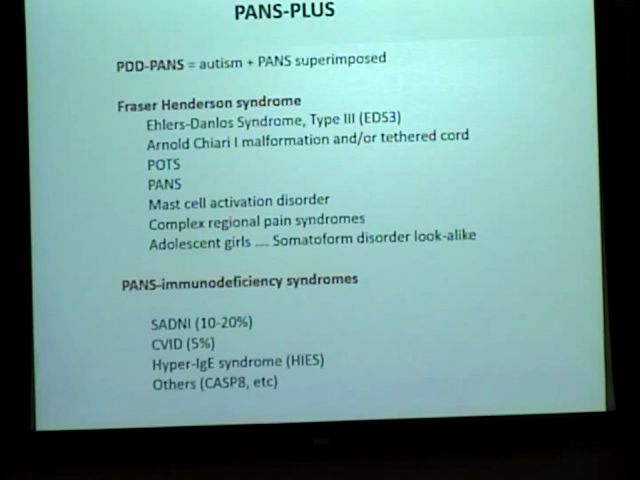 PANS-PLUS
PDD-PANS = autism + PANS superimposed
Fraser Henderson syndrome
Ehlers-Danlos Syndrome, Type III (EDS3)
Arnold Chiari I malformation and/or tethered cord
POTS
PANS
Mast cell activation disorder
Complex regional pain syndromes
Adolescent girls .... Somatoform disorder look-alike
PANS-immunodeficiency syndromes
SADNI (10-20%)
CVID (5%)
Hyper-IgE syndrome (HIES)
Others (CASP8, etc)